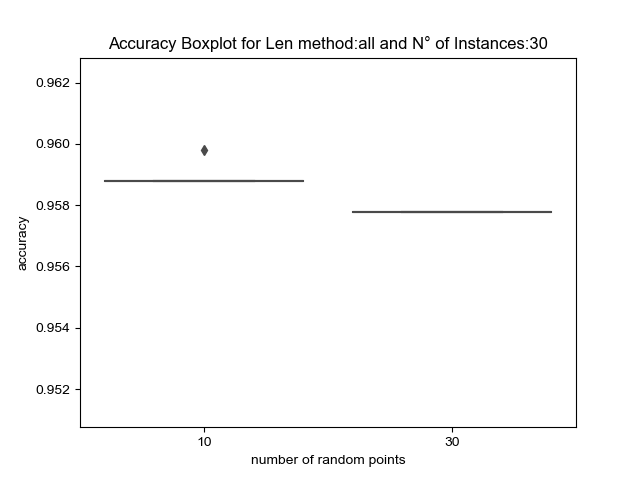 Accuracy Boxplot for Len method:all and N° of Instances:30
0.962
0.960
0.958
0.956
0.954
0.952
accuracy
10
30
number of random points